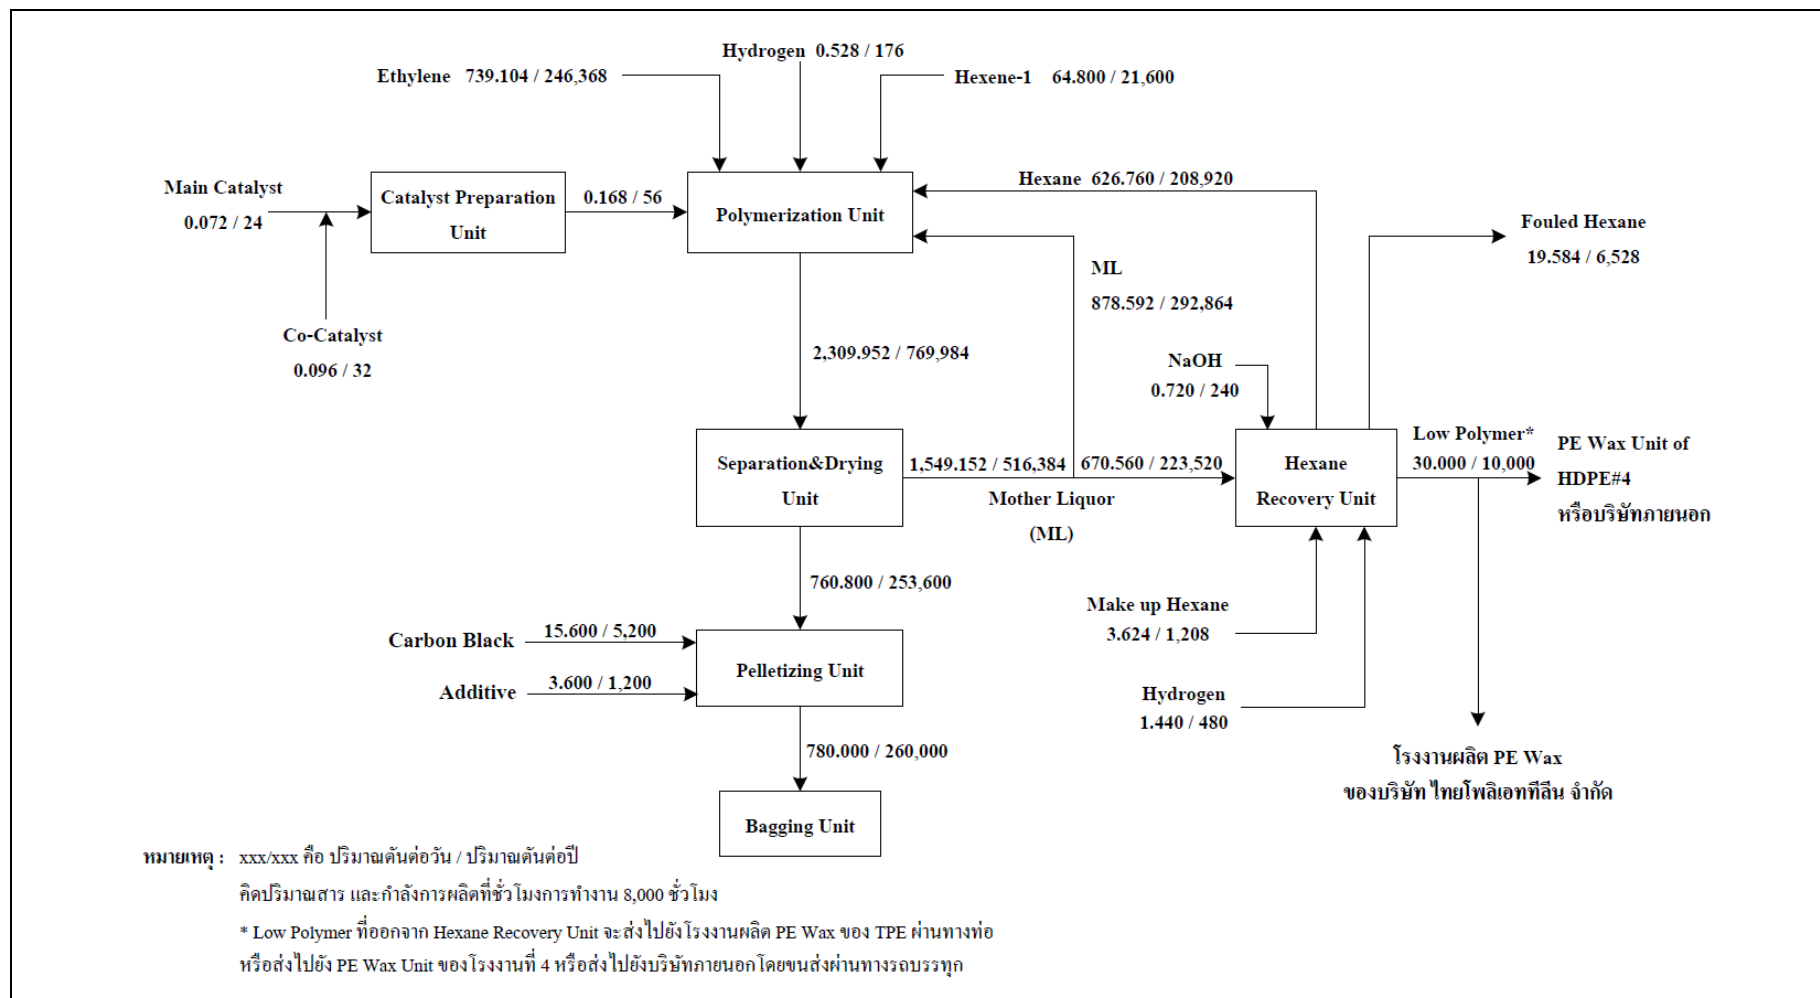 Hydrogen 0.528 / 176
Ethylene 739.104 / 246,368
Hexene-1 64.800 / 21,600
Main Catalyst
0.072 / 24
Catalyst Preparation
Unit
0.168 / 56
Polymerization Unit
Hexane 626.760 / 208,920
Fouled Hexane
19.584 / 6,528
ML
878.592 / 292,864
Co-Catalyst
0.096 / 32
2,309.952 / 769,984
NaOH
0.720 / 240
Separation&Drying
Unit
1,549.152 / 516,384
670.560 / 223,520
Mother Liquor
(ML)
Hexane
Recovery Unit
Low Polymer*
30.000 / 10,000
PE Wax Unit of
HDPE#4
หรือบริษัทภายนอก
760.800 / 253,600
Make up Hexane
3.624 / 1,208
Carbon Black
15.600 / 5,200
Additive
3.600 / 1,200
Pelletizing Unit
Hydrogen
1.440 / 480
780.000 / 260,000
โรงงานผลิต PE Wax
ของบริษัท ไทยโพลิเอททีลีน จำกัด
Bagging Unit
หมายเหตุ : xxx/xxx คือ ปริมาณตันต่อวัน / ปริมาณตันต่อปี
คิดปริมาณสาร และกำลังการผลิตที่ชั่วโมงการทำงาน 8,000 ชั่วโมง
* Low Polymer ที่ออกจาก Hexane Recovery Unit จะส่งไปยังโรงงานผลิต PE Wax ของ TPE ผ่านทางท่อ
หรือส่งไปยัง PE Wax Unit ของโรงงานที่ 4 หรือส่งไปยังบริษัทภายนอกโดยขนส่งผ่านทางรถบรรทุก